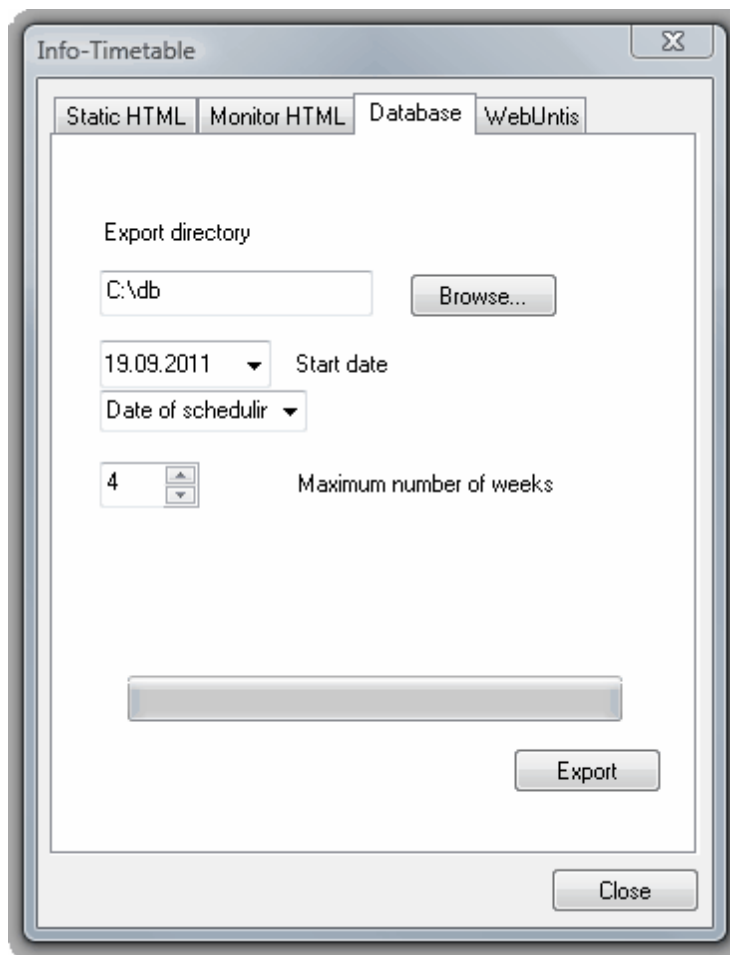 Info-Timetable
Static HTML Monitor HTML Database WebUntis
Export directory
C:\db Browse...
19.09.2011 Start date
Date of schedulir
4 Maximum number of weeks
Export
Close